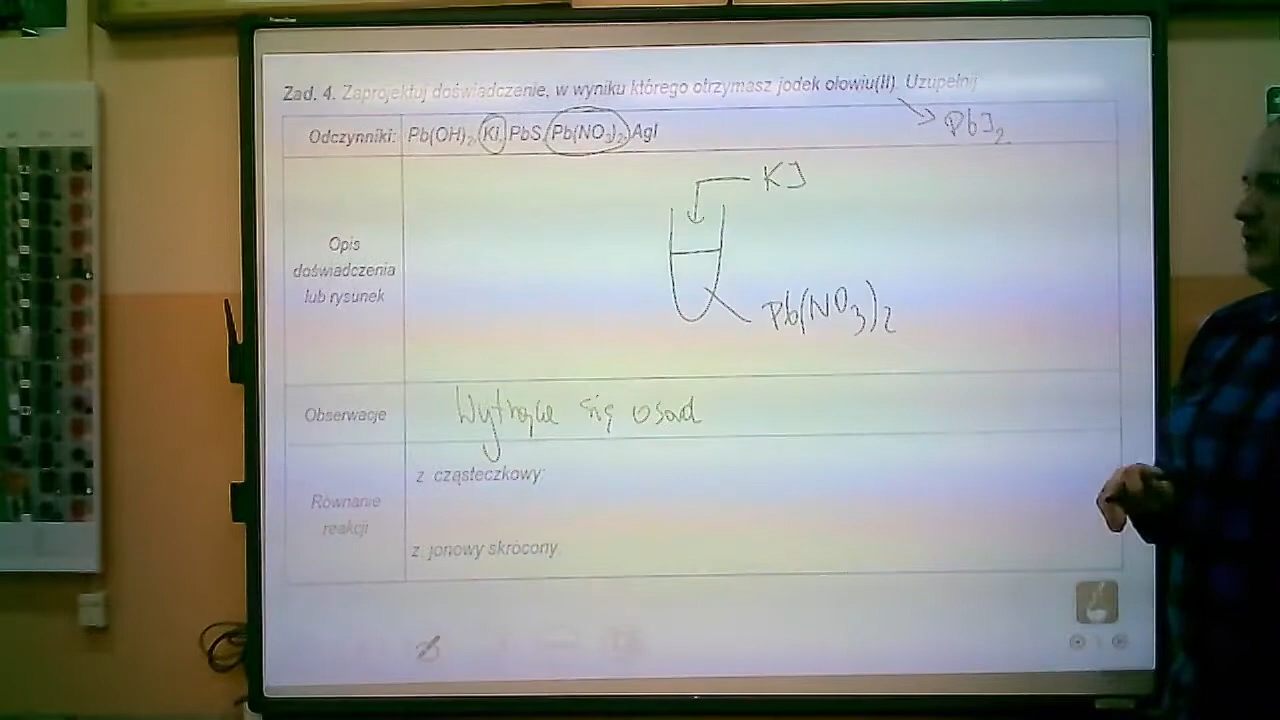 Zad. 4. Zaprojektuj doświadczenie, w wyniku którego otrzymasz jodek ołowiu(II). Uzupełnij
PbJ2
Odczynniki: Pb(OH)2, KI, PbS, Pb(NO3)2, AgI
KJ
Opis
doświadczenia
lub rysunek
Pb(NO3)2
Obserwacje
Wytrąca się osad
z. cząsteczkowy:
Równanie
reakcji
z. jonowy skrócony: